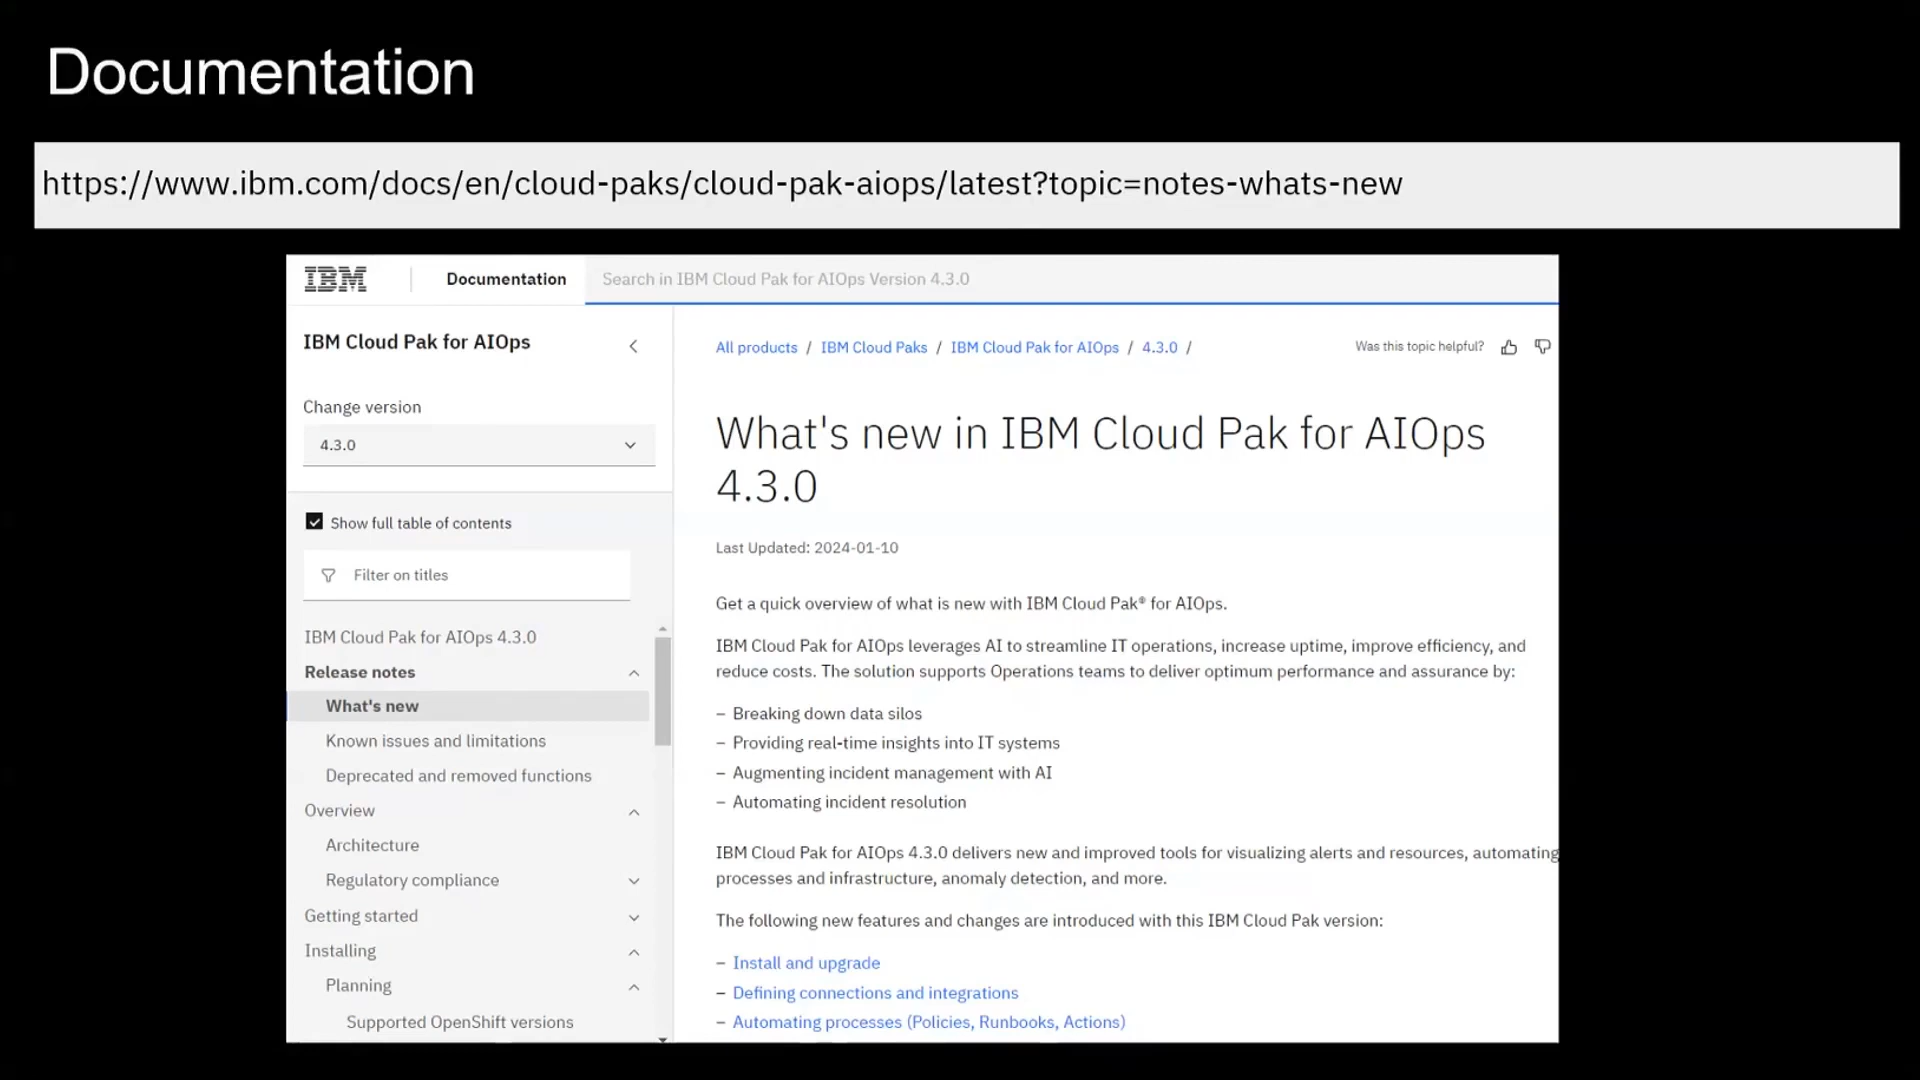 Documentation
https://www.ibm.com/docs/en/cloud-paks/cloud-pak-aiops/latest?topic=notes-whats-new
IBM
Documentation
Search in IBM Cloud Pak for AIOps Version 4.3.0
IBM Cloud Pak for AIOps
Change version
4.3.0
Show full table of contents
Filter on titles
IBM Cloud Pak for AIOps 4.3.0
Release notes
What's new
Known issues and limitations
Deprecated and removed functions
Overview
Architecture
Regulatory compliance
Getting started
Installing
Planning
Supported OpenShift versions
All products / IBM Cloud Paks / IBM Cloud Pak for AIOps / 4.3.0 /
Was this topic helpful?
What's new in IBM Cloud Pak for AIOps
4.3.0
Last Updated: 2024-01-10
Get a quick overview of what is new with IBM Cloud Pak® for AIOps.
IBM Cloud Pak for AIOps leverages AI to streamline IT operations, increase uptime, improve efficiency, and
reduce costs. The solution supports Operations teams to deliver optimum performance and assurance by:
– Breaking down data silos
– Providing real-time insights into IT systems
– Augmenting incident management with AI
– Automating incident resolution
IBM Cloud Pak for AIOps 4.3.0 delivers new and improved tools for visualizing alerts and resources, automating
processes and infrastructure, anomaly detection, and more.
The following new features and changes are introduced with this IBM Cloud Pak version:
– Install and upgrade
– Defining connections and integrations
– Automating processes (Policies, Runbooks, Actions)